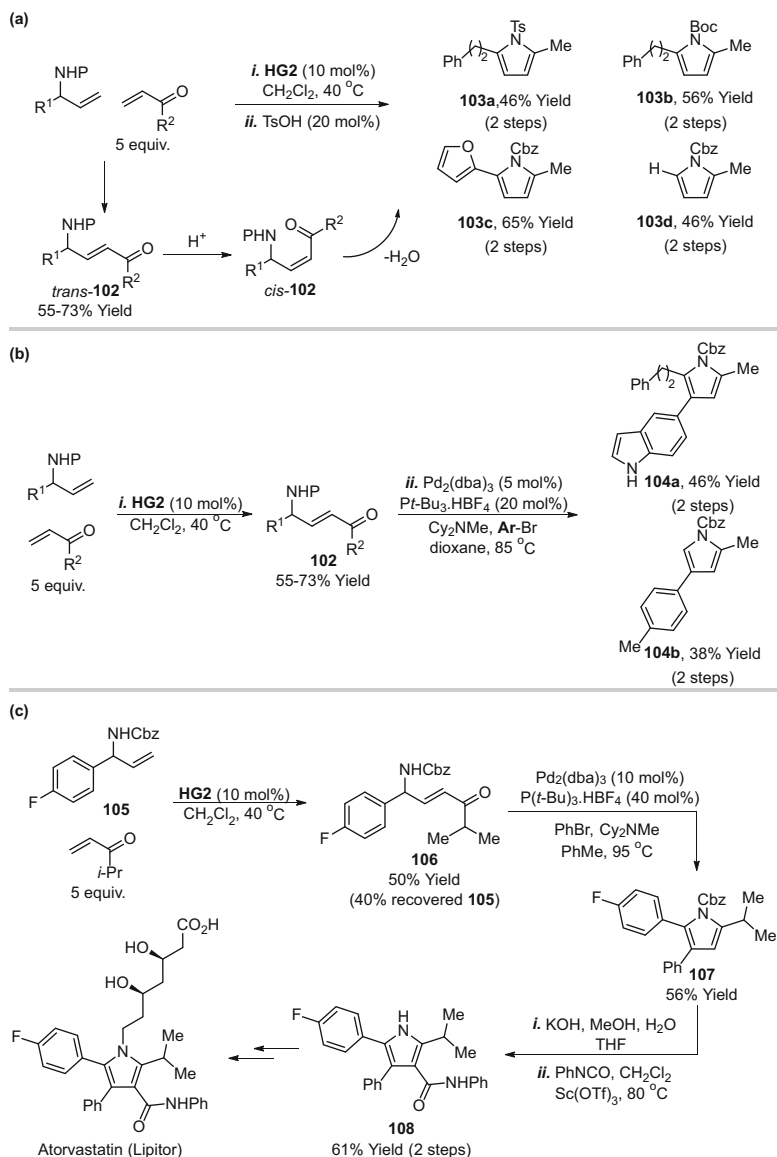 (a)
NHP
R1
O
R2
5 equiv.
i. HG2 (10 mol%)
CH2Cl2, 40 °C
ii. TsOH (20 mol%)
NHP
R1
O
R2
trans-102
55-73% Yield
H+
PHN
O
R2
R1
cis-102
-H2O
Ts
N
Me
Ph
2
103a,46% Yield
(2 steps)
Boc
N
Me
Ph
2
103b, 56% Yield
(2 steps)
O
Cbz
N
Me
103c, 65% Yield
(2 steps)
Cbz
H
N
Me
103d, 46% Yield
(2 steps)
(b)
NHP
R1
O
R2
5 equiv.
i. HG2 (10 mol%)
CH2Cl2, 40 °C
NHP
R1
O
R2
102
55-73% Yield
ii. Pd2(dba)3 (5 mol%)
Pt-Bu3.HBF4 (20 mol%)
Cy2NMe, Ar-Br
dioxane, 85 °C
Cbz
N
Me
Ph
2
N
H
104a, 46% Yield
(2 steps)
Cbz
N
Me
Me
104b, 38% Yield
(2 steps)
(c)
NHCbz
F
105
O
i-Pr
5 equiv.
HG2 (10 mol%)
CH2Cl2, 40 °C
NHCbz
O
F
Me
Me
106
50% Yield
(40% recovered 105)
Pd2(dba)3 (10 mol%)
P(t-Bu)3.HBF4 (40 mol%)
PhBr, Cy2NMe
PhMe, 95 °C
F
Cbz
N
Me
Me
Ph
107
56% Yield
i. KOH, MeOH, H2O
THF
ii. PhNCO, CH2Cl2
Sc(OTf)3, 80 °C
F
H
N
Me
Me
Ph
NHPh
O
108
61% Yield (2 steps)
CO2H
HO
HO
F
N
Me
Me
Ph
NHPh
O
Atorvastatin (Lipitor)